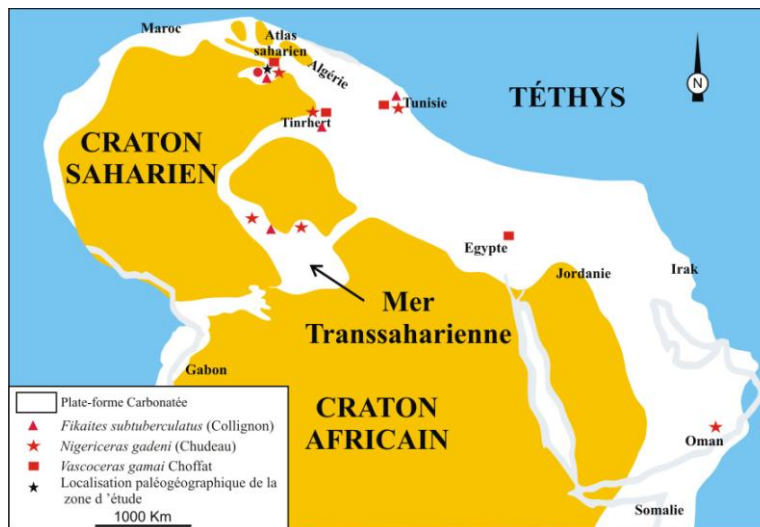 Maroc
Atlas
saharien
Algérie
TÉTHYS
N
Tunisie
Tinrhert
CRATON
SAHARIEN
Egypte
Jordanie
Irak
Mer
Transsaharienne
Gabon
CRATON
AFRICAIN
Oman
Somalie
Plate-forme Carbonatée
Fikaites subtuberculatus (Collignon)
Nigericeras gadeni (Chudeau)
Vascoceras gamai Choffat
Localisation paléogéographique de la
zone d ’étude
1000 Km